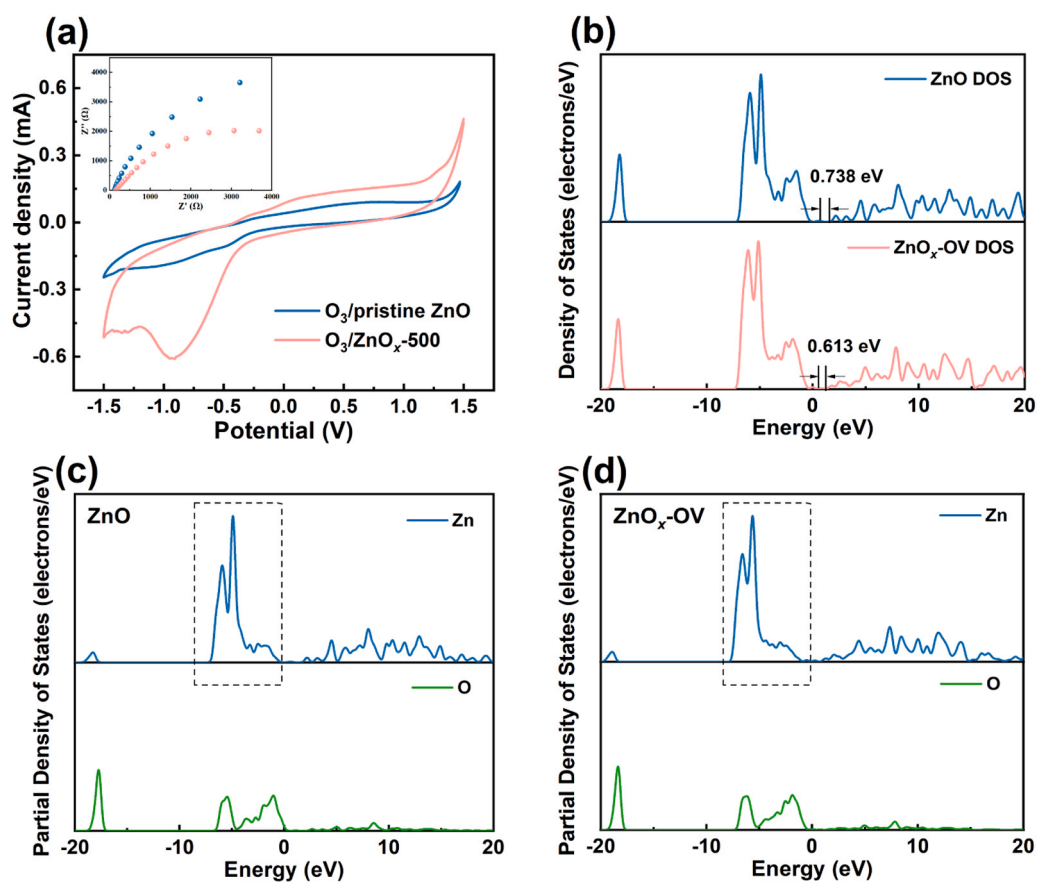 (a)
Current density (mA)
0.6
0.3
0.0
-0.3
-0.6
-1.5
-1.0
-0.5
0.0
0.5
1.0
1.5
Potential (V)
O₃/pristine ZnO
O₃/ZnOₓ-500
Z'' (Ω)
4000
3000
2000
1000
0
0
1000
2000
3000
4000
Z' (Ω)
(b)
Density of States (electrons/eV)
ZnO DOS
0.738 eV
ZnOₓ-OV DOS
0.613 eV
-20
-10
0
10
20
Energy (eV)
(c)
Partial Density of States (electrons/eV)
ZnO
Zn
O
-20
-10
0
10
20
Energy (eV)
(d)
Partial Density of States (electrons/eV)
ZnOₓ-OV
Zn
O
-20
-10
0
10
20
Energy (eV)